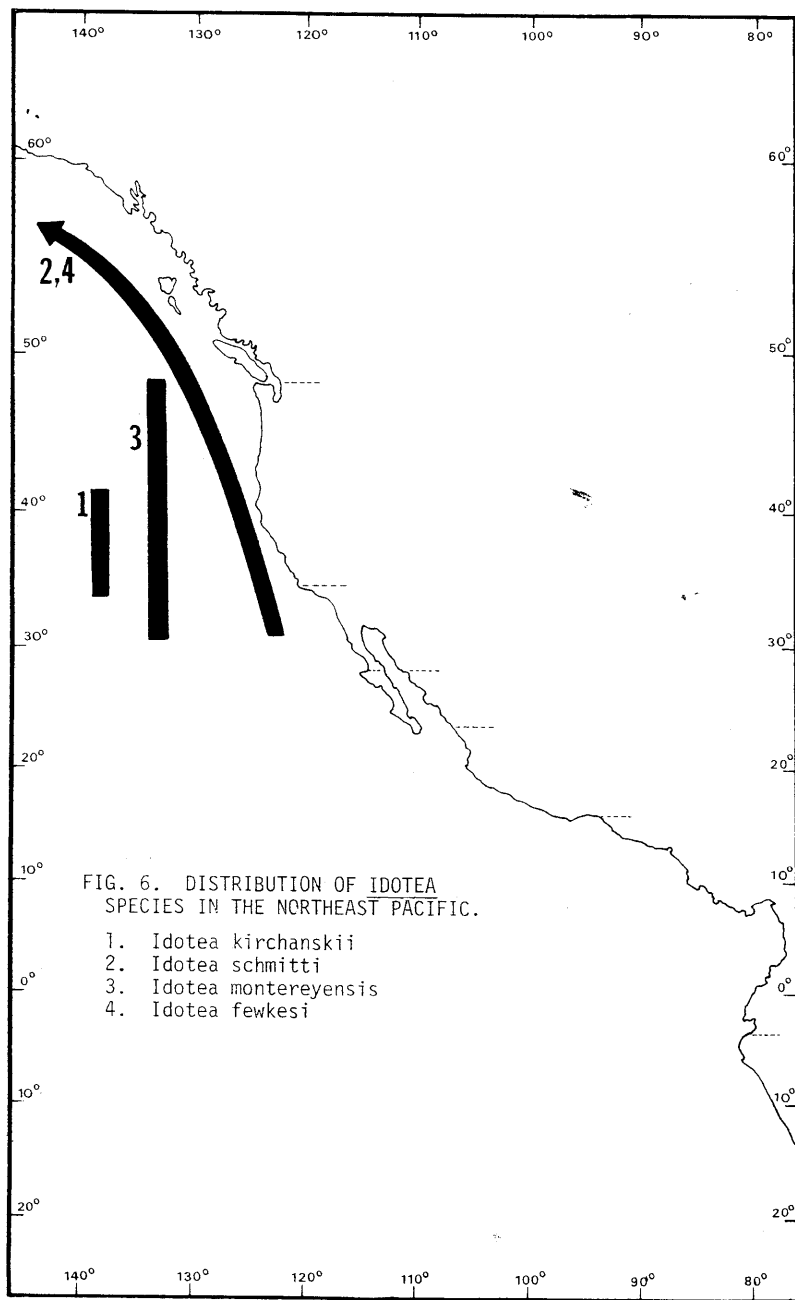 140° 130° 120° 110° 100° 90° 80°
60° 60°
2,4
50° 50°
3
1
40° 40°
30° 30°
20° 20°
10° 10°
FIG. 6. DISTRIBUTION OF IDOTEA
SPECIES IN THE NORTHEAST PACIFIC.
1. Idotea kirchanskii
2. Idotea schmitti
3. Idotea montereyensis
4. Idotea fewkesi
0° 0°
10° 10°
20° 20°
140° 130° 120° 110° 100° 90° 80°